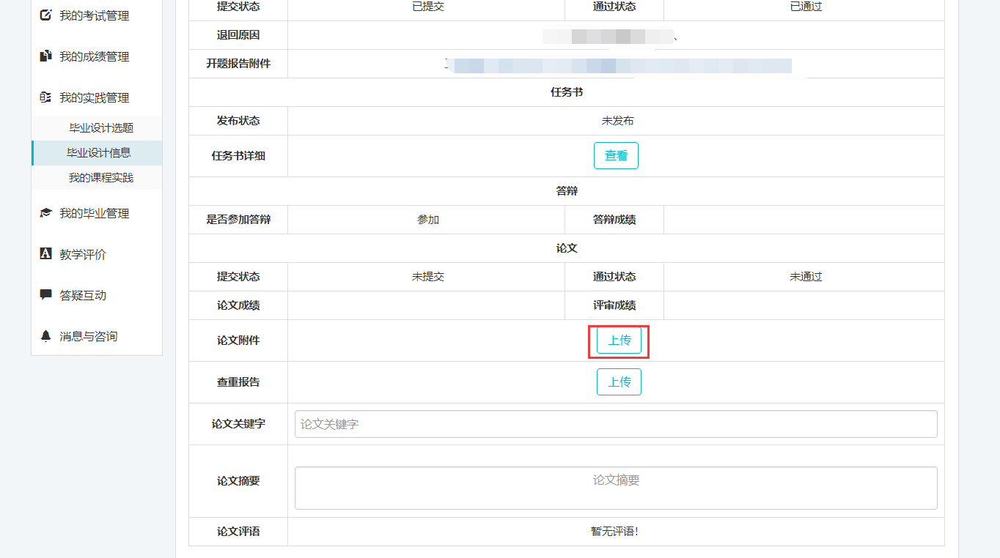 我的考试管理
我的成绩管理
我的实践管理
毕业设计选题
毕业设计信息
我的课程实践
我的毕业管理
教学评价
答疑互动
消息与咨询
提交状态 已提交 通过状态 已通过
退回原因
开题报告附件
任务书
发布状态 未发布
任务书详细 查看
答辩
是否参加答辩 参加 答辩成绩
论文
提交状态 未提交 通过状态 未通过
论文成绩 评审成绩
论文附件 上传
查重报告 上传
论文关键字 论文关键字
论文摘要 论文摘要
论文评语 暂无评语!